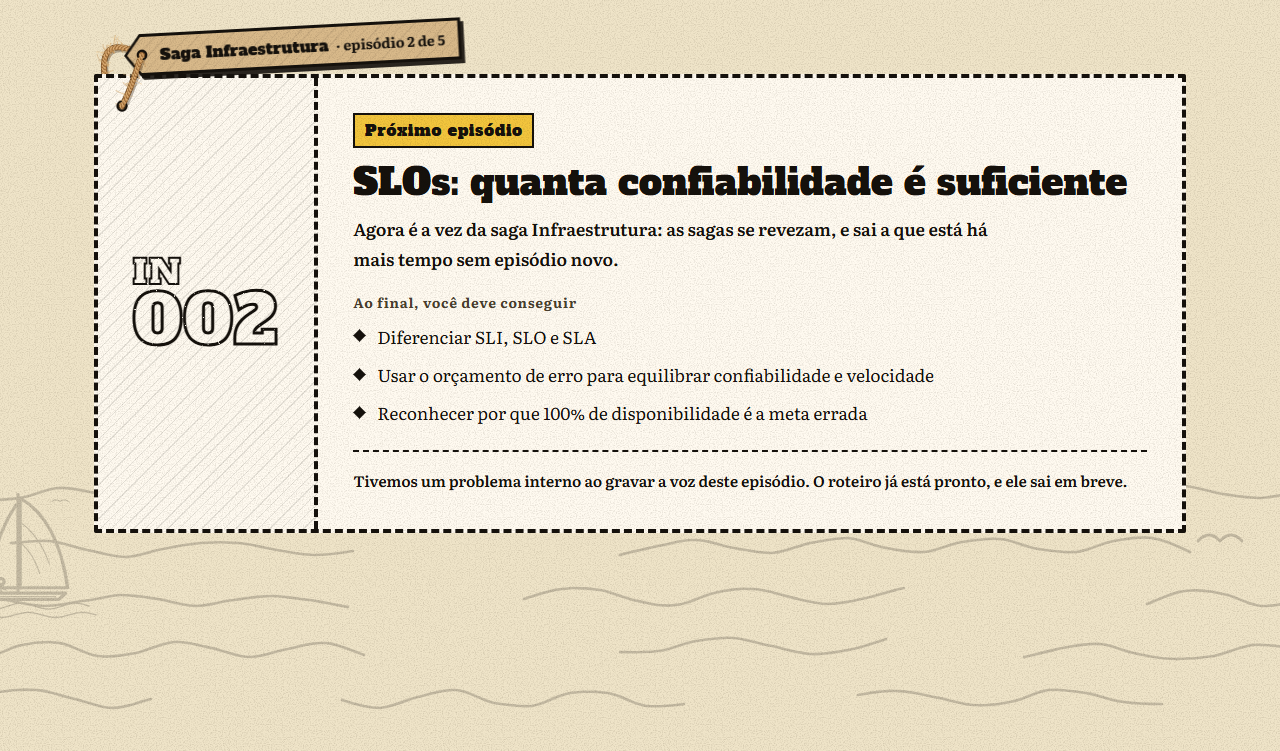 Saga Infraestrutura · episódio 2 de 5
IN
002
Próximo episódio
SLOs: quanta confiabilidade é suficiente
Agora é a vez da saga Infraestrutura: as sagas se revezam, e sai a que está há
mais tempo sem episódio novo.
Ao final, você deve conseguir
Diferenciar SLI, SLO e SLA
Usar o orçamento de erro para equilibrar confiabilidade e velocidade
Reconhecer por que 100% de disponibilidade é a meta errada
Tivemos um problema interno ao gravar a voz deste episódio. O roteiro já está pronto, e ele sai em breve.